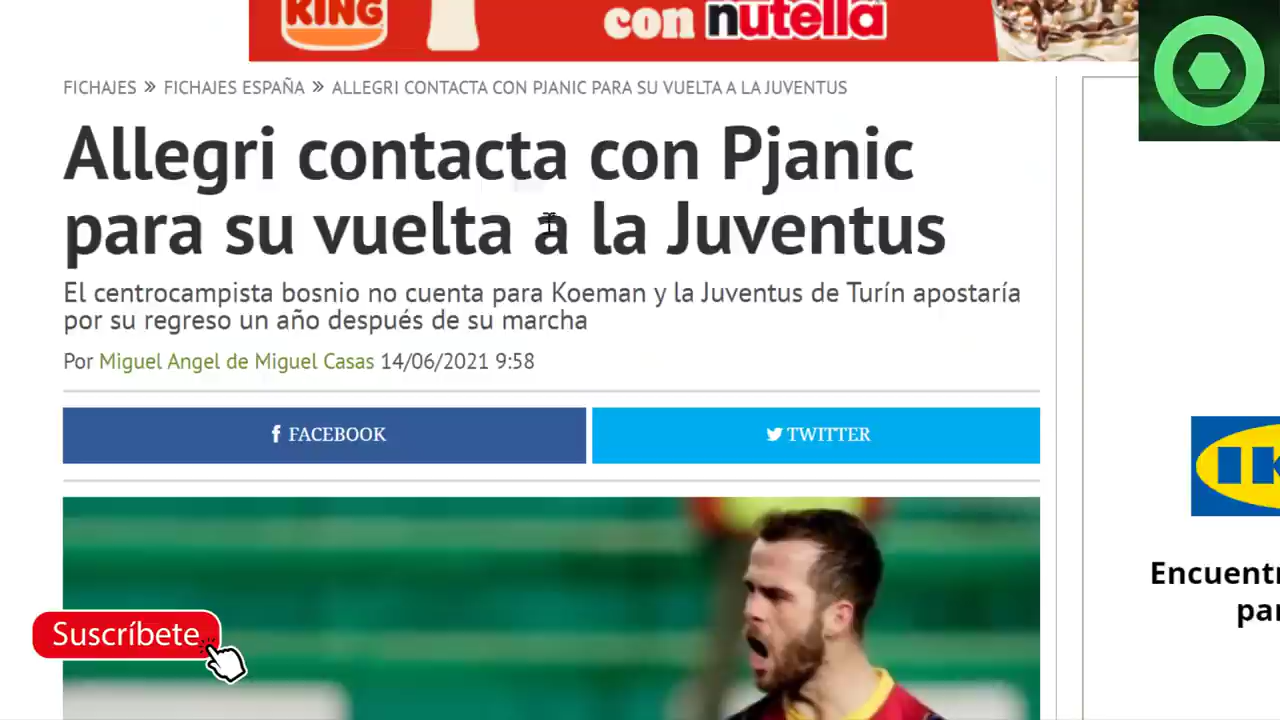 KING
con nutella
FICHAJES » FICHAJES ESPAÑA » ALLEGRI CONTACTA CON PJANIC PARA SU VUELTA A LA JUVENTUS
Allegri contacta con Pjanic
para su vuelta a la Juventus
El centrocampista bosnio no cuenta para Koeman y la Juventus de Turín apostaría
por su regreso un año después de su marcha
Por Miguel Angel de Miguel Casas 14/06/2021 9:58
FACEBOOK
TWITTER
Suscríbete